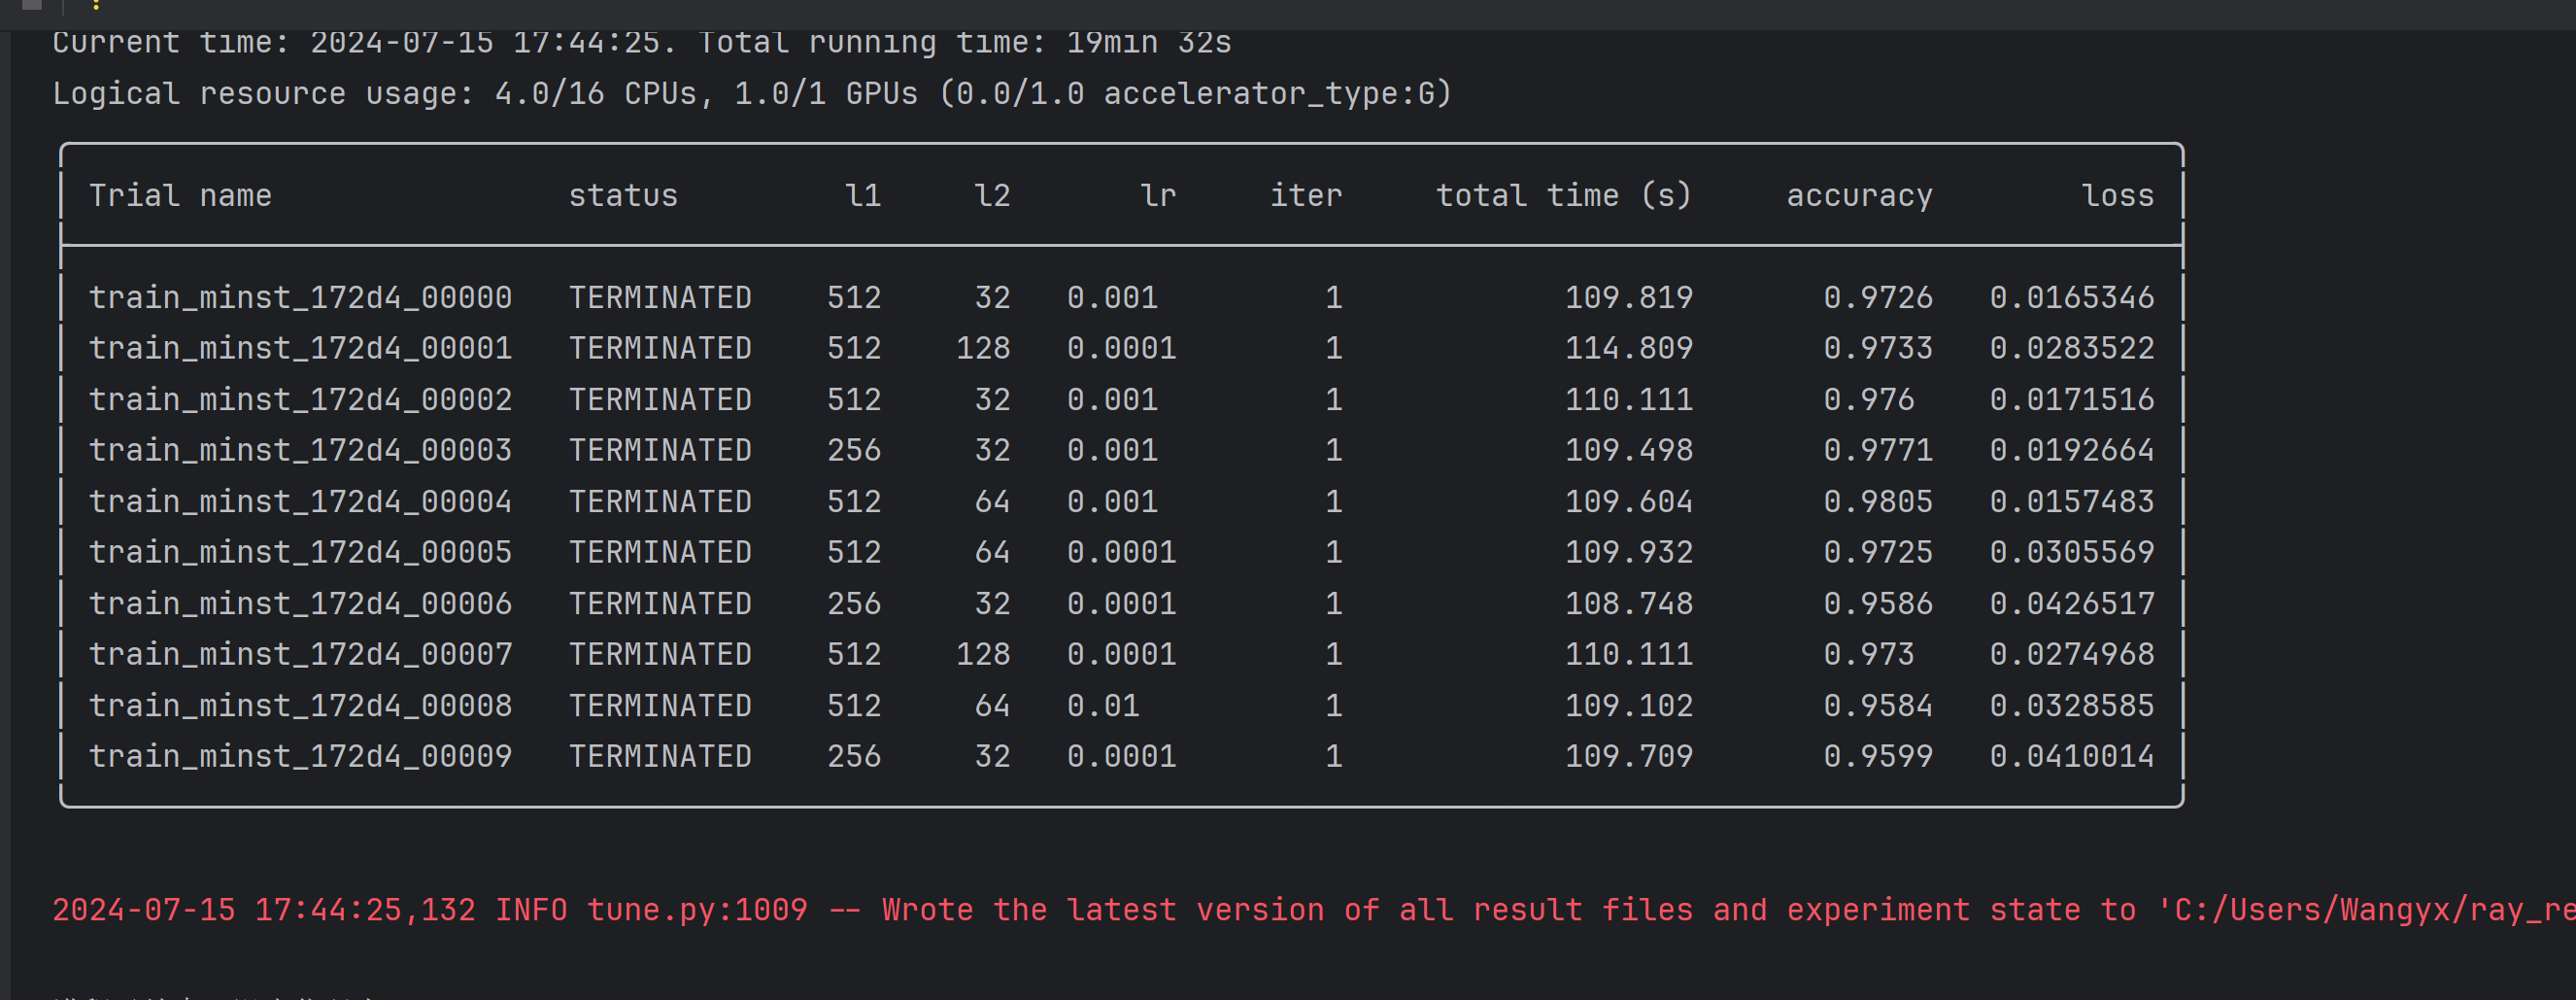 Current time: 2024-07-15 17:44:25. Total running time: 19min 32s
Logical resource usage: 4.0/16 CPUs, 1.0/1 GPUs (0.0/1.0 accelerator_type:G)
Trial name status l1 l2 lr iter total time (s) accuracy loss
train_minst_172d4_00000 TERMINATED 512 32 0.001 1 109.819 0.9726 0.0165346
train_minst_172d4_00001 TERMINATED 512 128 0.0001 1 114.809 0.9733 0.0283522
train_minst_172d4_00002 TERMINATED 512 32 0.001 1 110.111 0.976 0.0171516
train_minst_172d4_00003 TERMINATED 256 32 0.001 1 109.498 0.9771 0.0192664
train_minst_172d4_00004 TERMINATED 512 64 0.001 1 109.604 0.9805 0.0157483
train_minst_172d4_00005 TERMINATED 512 64 0.0001 1 109.932 0.9725 0.0305569
train_minst_172d4_00006 TERMINATED 256 32 0.0001 1 108.748 0.9586 0.0426517
train_minst_172d4_00007 TERMINATED 512 128 0.0001 1 110.111 0.973 0.0274968
train_minst_172d4_00008 TERMINATED 512 64 0.01 1 109.102 0.9584 0.0328585
train_minst_172d4_00009 TERMINATED 256 32 0.0001 1 109.709 0.9599 0.0410014
2024-07-15 17:44:25,132 INFO tune.py:1009 -- Wrote the latest version of all result files and experiment state to 'C:/Users/Wangyx/ray_re